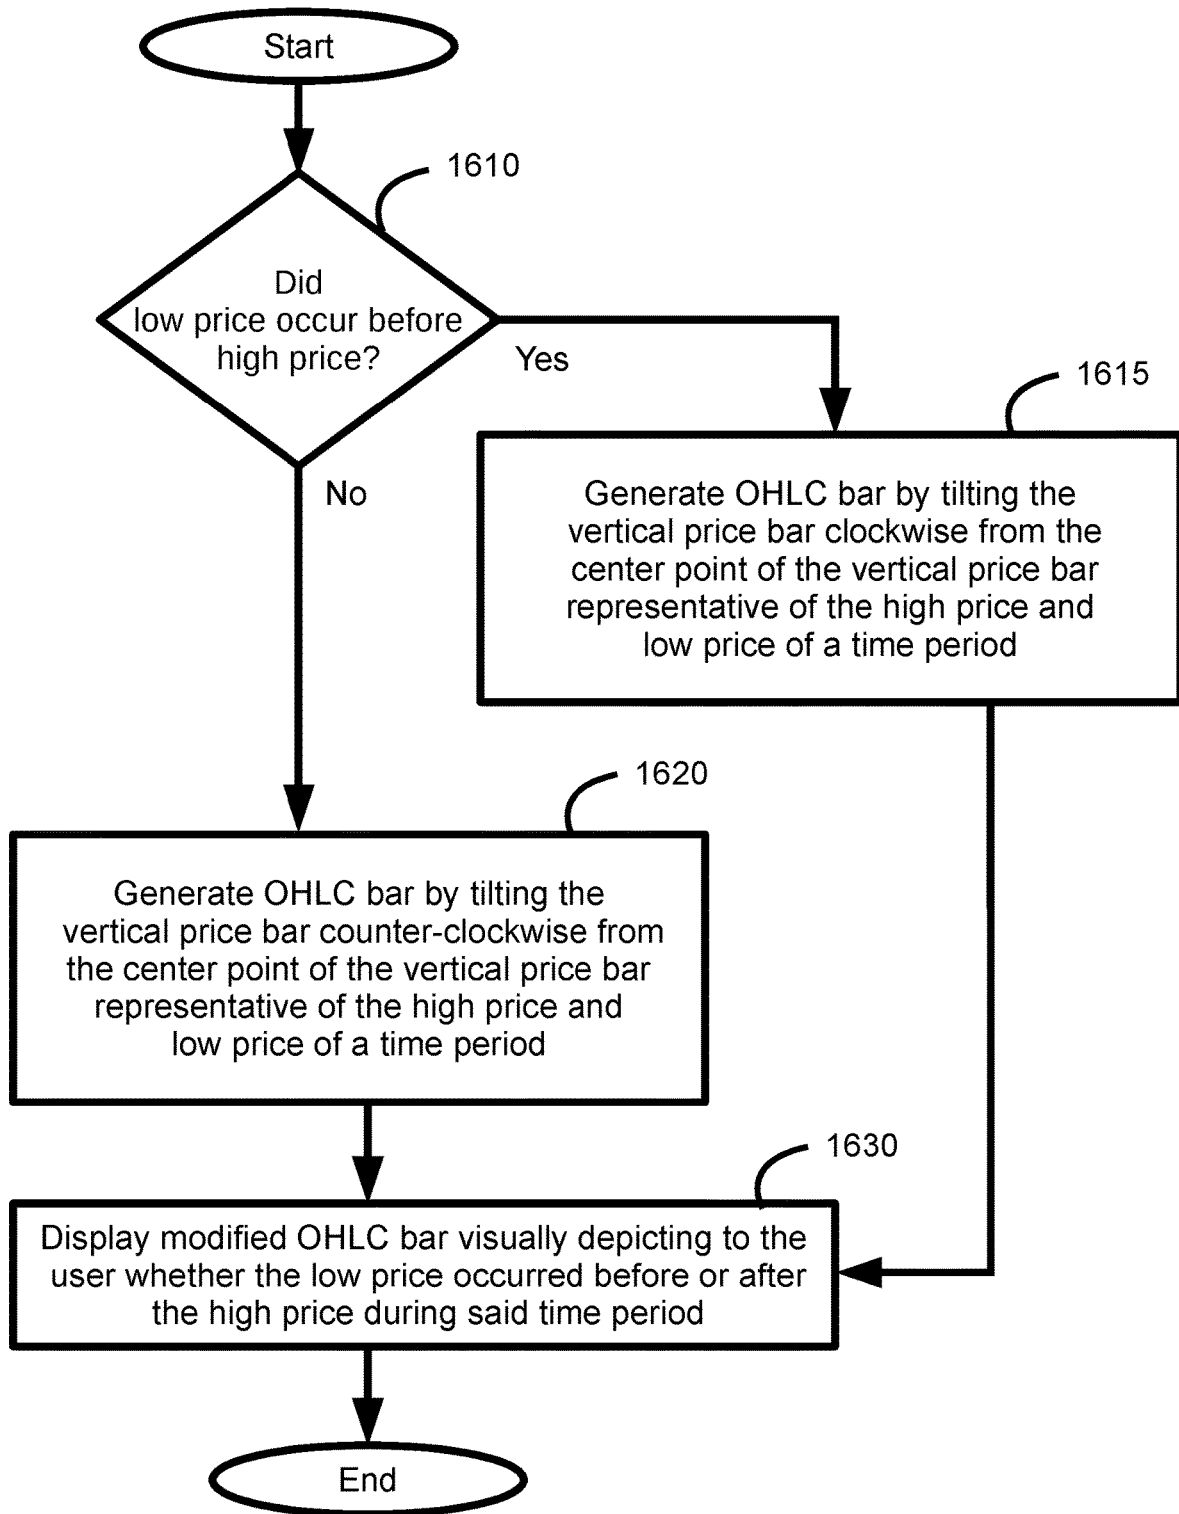 Start
1610
Did
low price occur before
high price?
Yes
1615
No
Generate OHLC bar by tilting the
vertical price bar clockwise from the
center point of the vertical price bar
representative of the high price and
low price of a time period
1620
Generate OHLC bar by tilting the
vertical price bar counter-clockwise from
the center point of the vertical price bar
representative of the high price and
low price of a time period
1630
Display modified OHLC bar visually depicting to the
user whether the low price occurred before or after
the high price during said time period
End